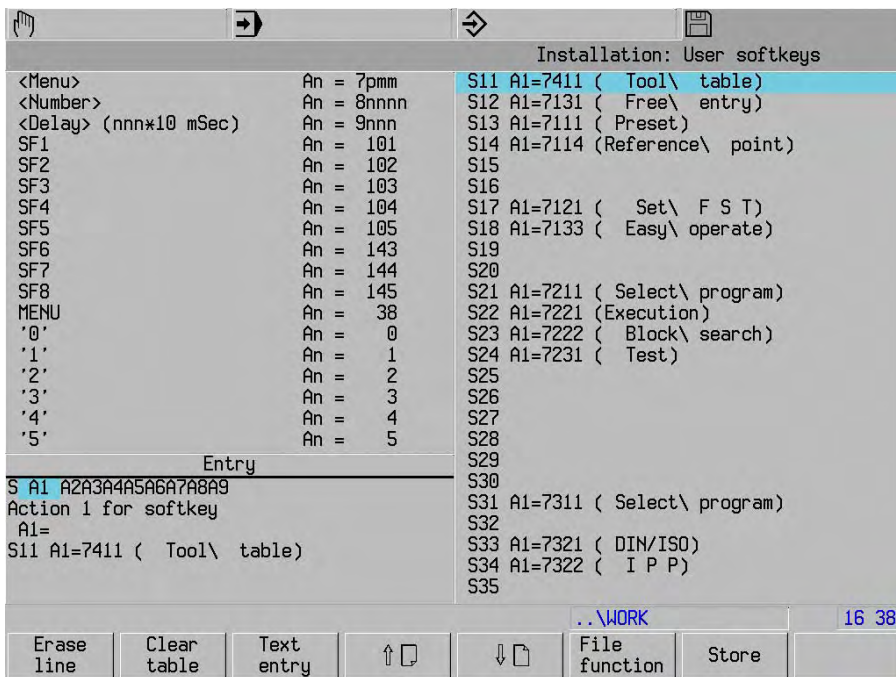 Installation: User softkeys
<Menu> An = 7pmm
<Number> An = 8nnnn
<Delay> (nnn*10 mSec) An = 9nnn
SF1 An = 101
SF2 An = 102
SF3 An = 103
SF4 An = 104
SF5 An = 105
SF6 An = 143
SF7 An = 144
SF8 An = 145
MENU An = 38
'0' An = 0
'1' An = 1
'2' An = 2
'3' An = 3
'4' An = 4
'5' An = 5
Entry
S A1 A2A3A4A5A6A7A8A9
Action 1 for softkey
A1=
S11 A1=7411 ( Tool\ table)
S11 A1=7411 ( Tool\ table)
S12 A1=7131 ( Free\ entry)
S13 A1=7111 ( Preset)
S14 A1=7114 (Reference\ point)
S15
S16
S17 A1=7121 ( Set\ F S T)
S18 A1=7133 ( Easy\ operate)
S19
S20
S21 A1=7211 ( Select\ program)
S22 A1=7221 (Execution)
S23 A1=7222 ( Block\ search)
S24 A1=7231 ( Test)
S25
S26
S27
S28
S29
S30
S31 A1=7311 ( Select\ program)
S32
S33 A1=7321 ( DIN/ISO)
S34 A1=7322 ( I P P)
S35
..\WORK 16 38
Erase line
Clear table
Text entry
File function
Store